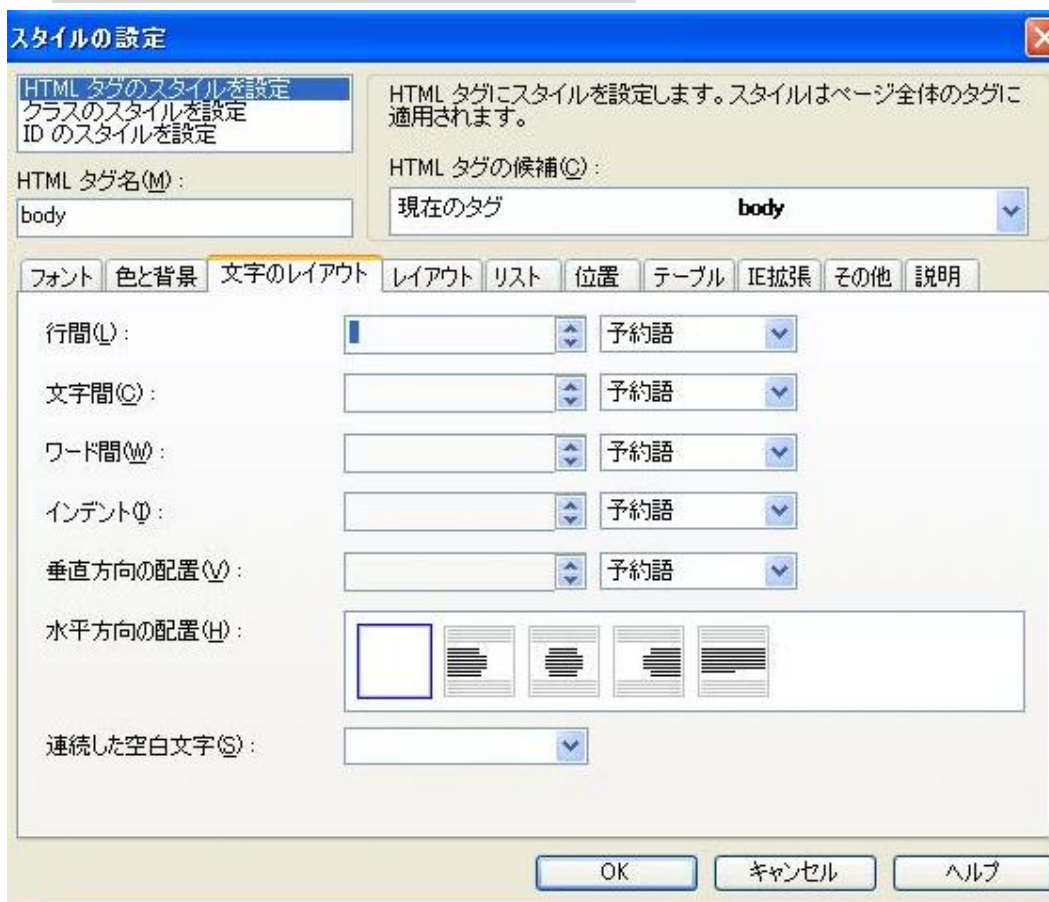 スタイルの設定
HTML タグのスタイルを設定
クラスのスタイルを設定
ID のスタイルを設定
HTML タグにスタイルを設定します。スタイルはページ全体のタグに
適用されます。
HTML タグ名(M) :
body
HTML タグの候補(C) :
現在のタグ body
フォント 色と背景 文字のレイアウト レイアウト リスト 位置 テーブル IE拡張 その他 説明
行間(L) : 予約語
文字間(C) : 予約語
ワード間(W) : 予約語
インデント(I) : 予約語
垂直方向の配置(V) : 予約語
水平方向の配置(H) :
連続した空白文字(S) :
OK キャンセル ヘルプ